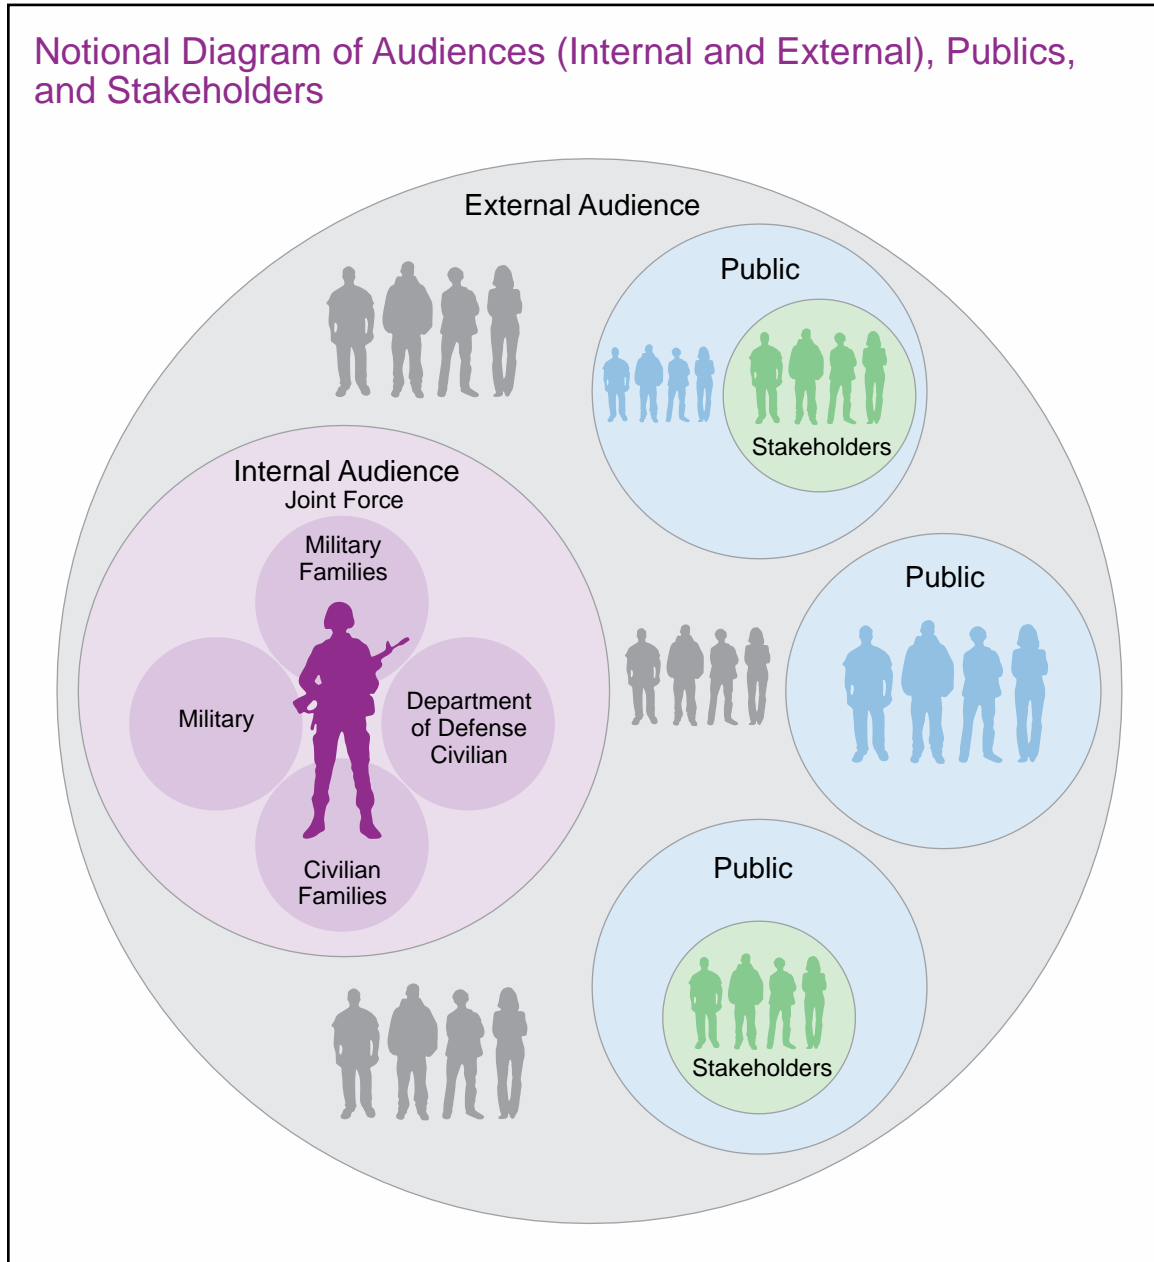 Notional Diagram of Audiences (Internal and External), Publics,
and Stakeholders
External Audience
Public
Stakeholders
Internal Audience
Joint Force
Military
Families
Military
Department
of Defense
Civilian
Civilian
Families
Public
Public
Stakeholders